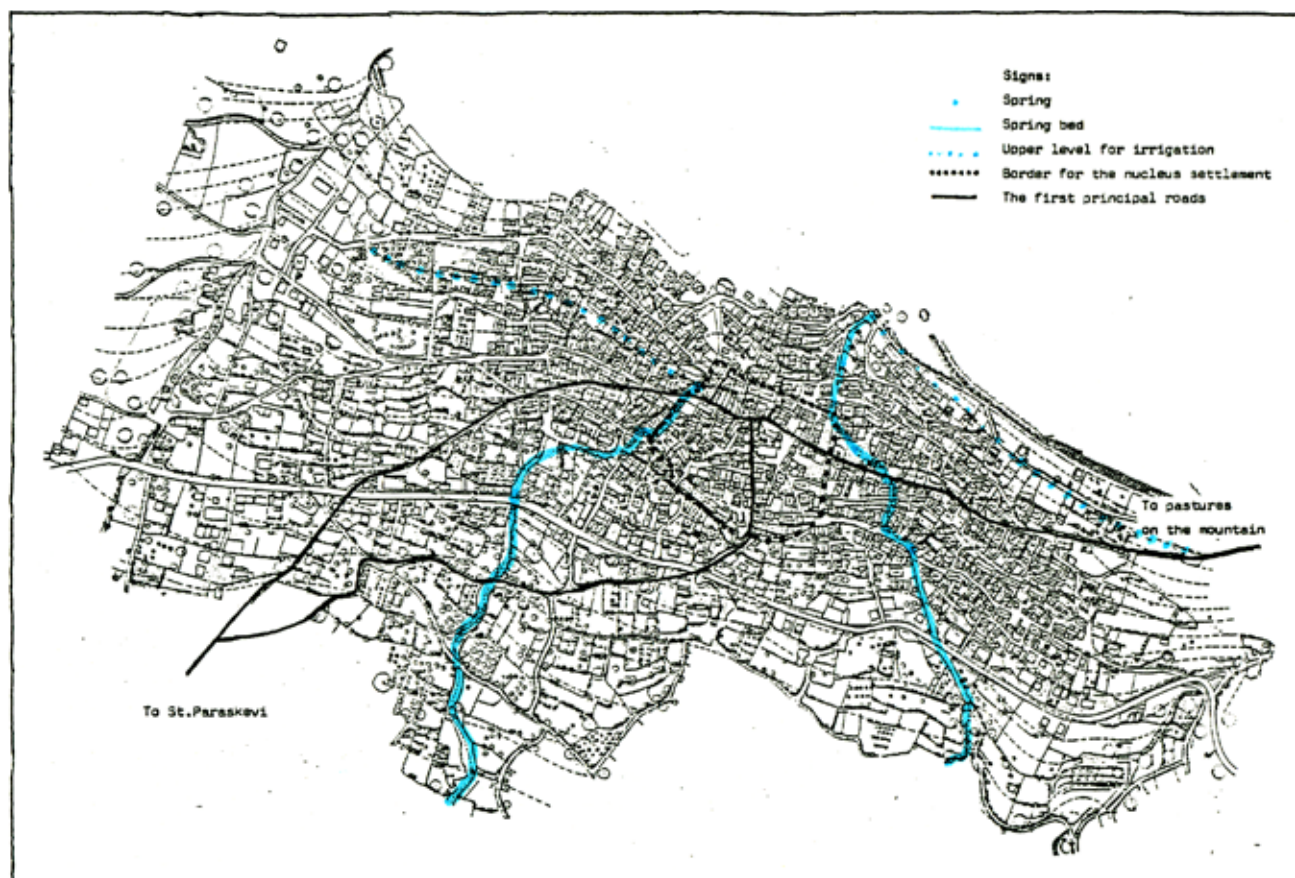 Signs:
Spring
Spring bed
Upper level for irrigation
Border for the nucleus settlement
The first principal roads
To pastures
on the mountain
To St.Paraskevi